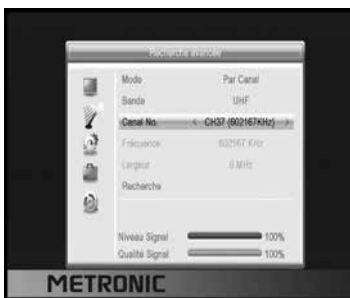 Recherche avancée
Mode Par Canal
Bande UHF
Canal No. < CH37 (602167KHz) >
Fréquence 602167 KHz
Largeur 8 MHz
Recherche
Niveau Signal 100%
Qualité Signal 100%
METRONIC